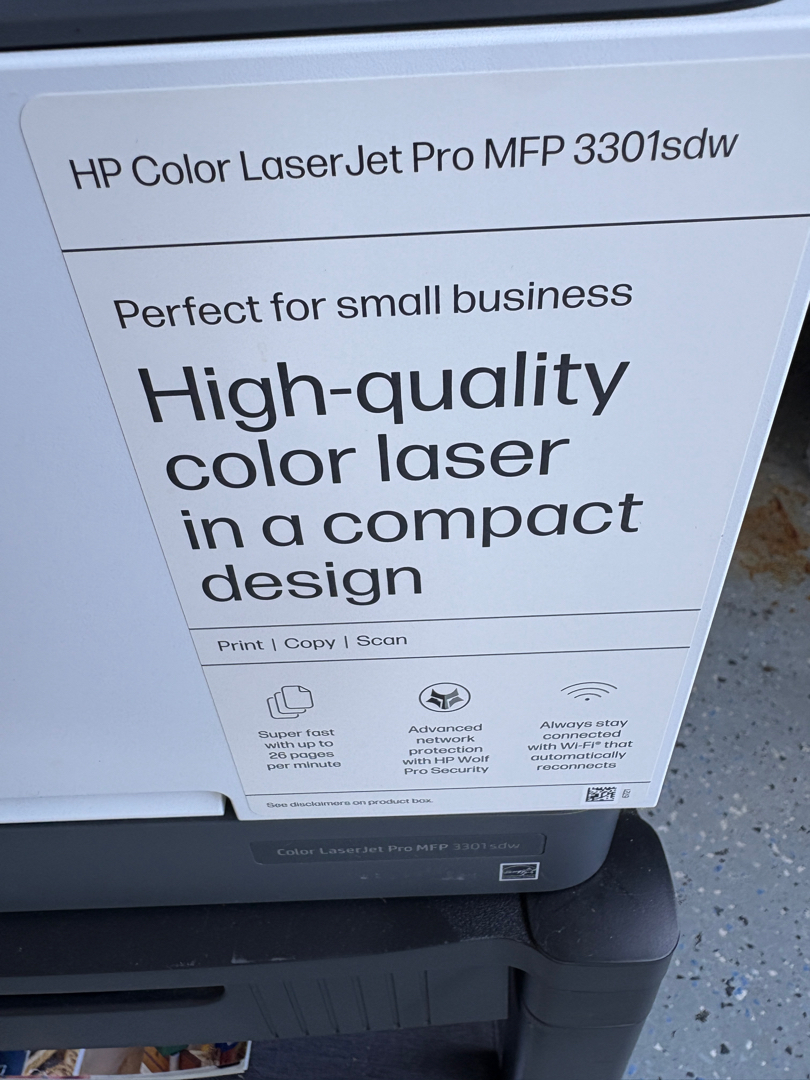 HP Color LaserJet Pro MFP 3301sdw
Perfect for small business
High-quality
color laser
in a compact
design
Print | Copy | Scan
Super fast
with up to
26 pages
per minute
Advanced
network
protection
with HP Wolf
Pro Security
Always stay
connected
with Wi-Fi® that
automatically
reconnects
See disclaimers on product box.
Color LaserJet Pro MFP 3301sdw